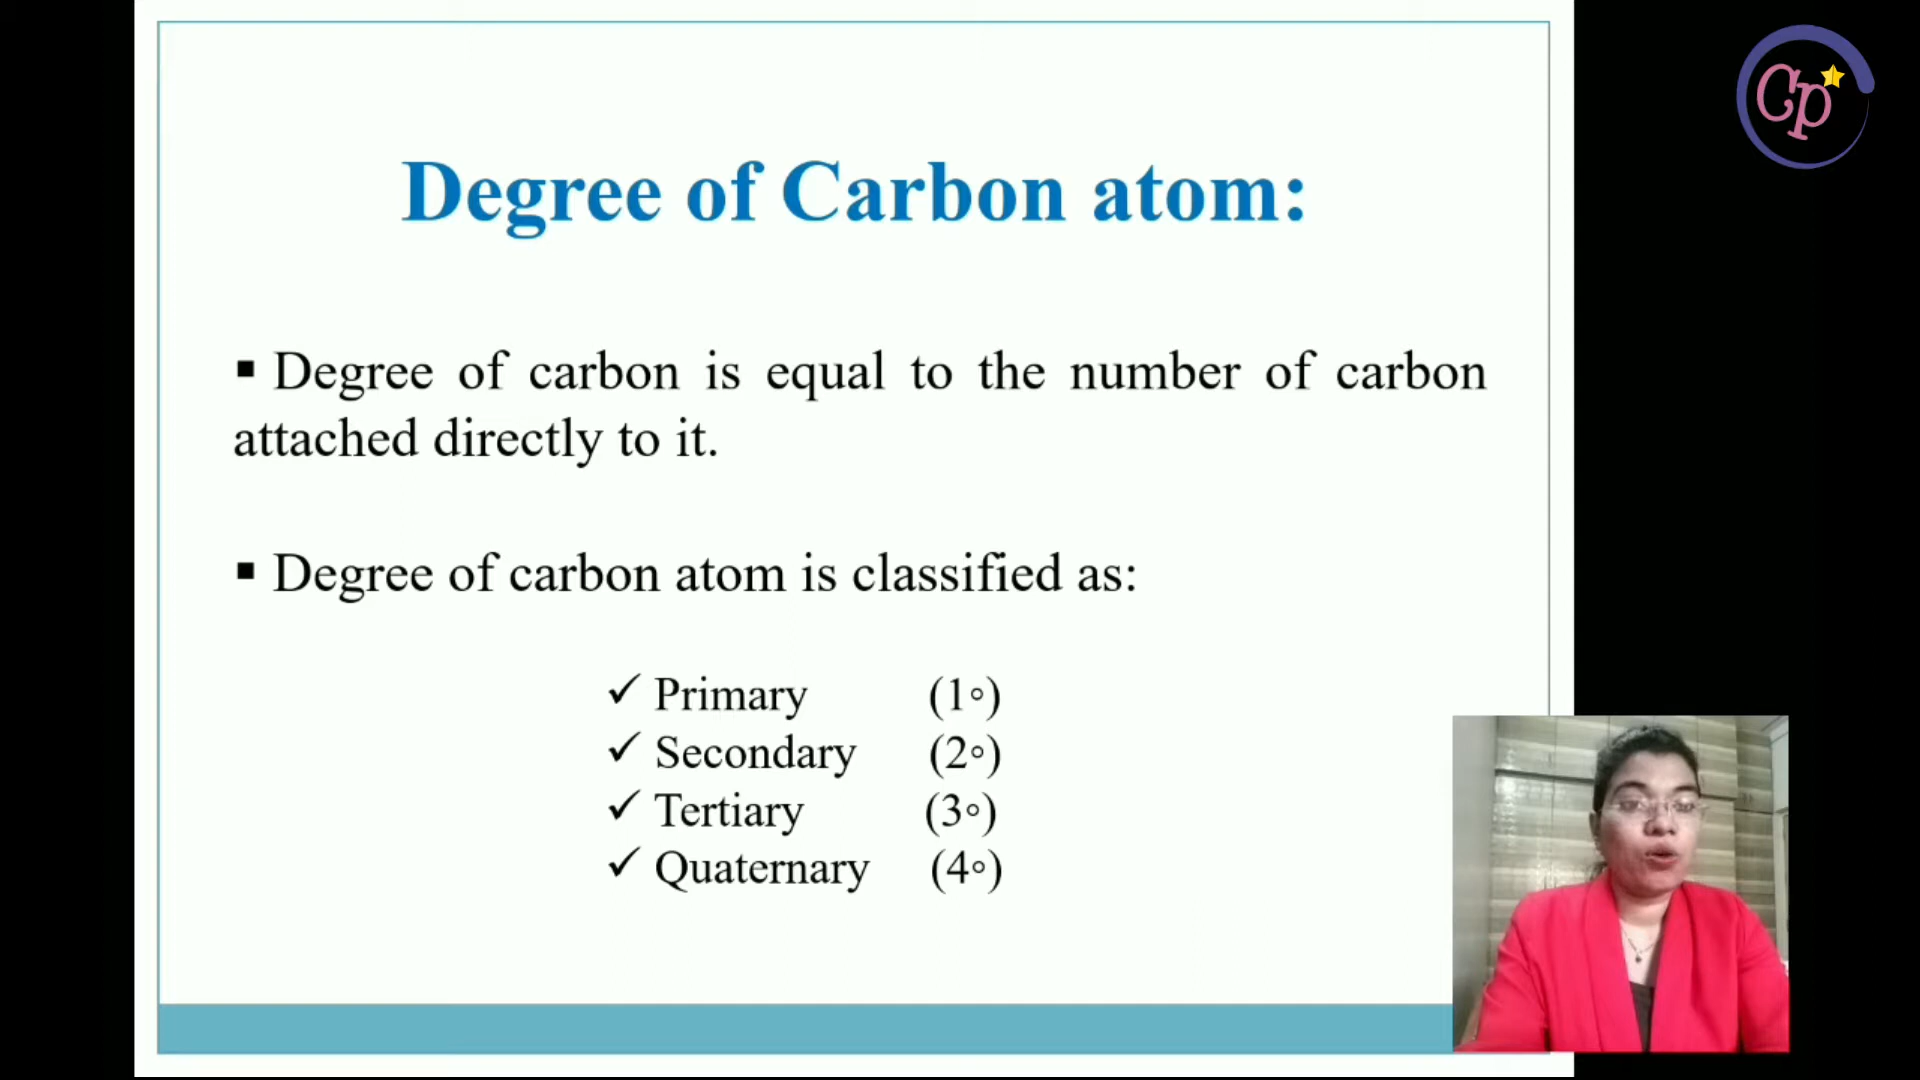 Cp
Degree of Carbon atom:
▪ Degree of carbon is equal to the number of carbon
attached directly to it.
▪ Degree of carbon atom is classified as:
✓ Primary (1∘)
✓ Secondary (2∘)
✓ Tertiary (3∘)
✓ Quaternary (4∘)